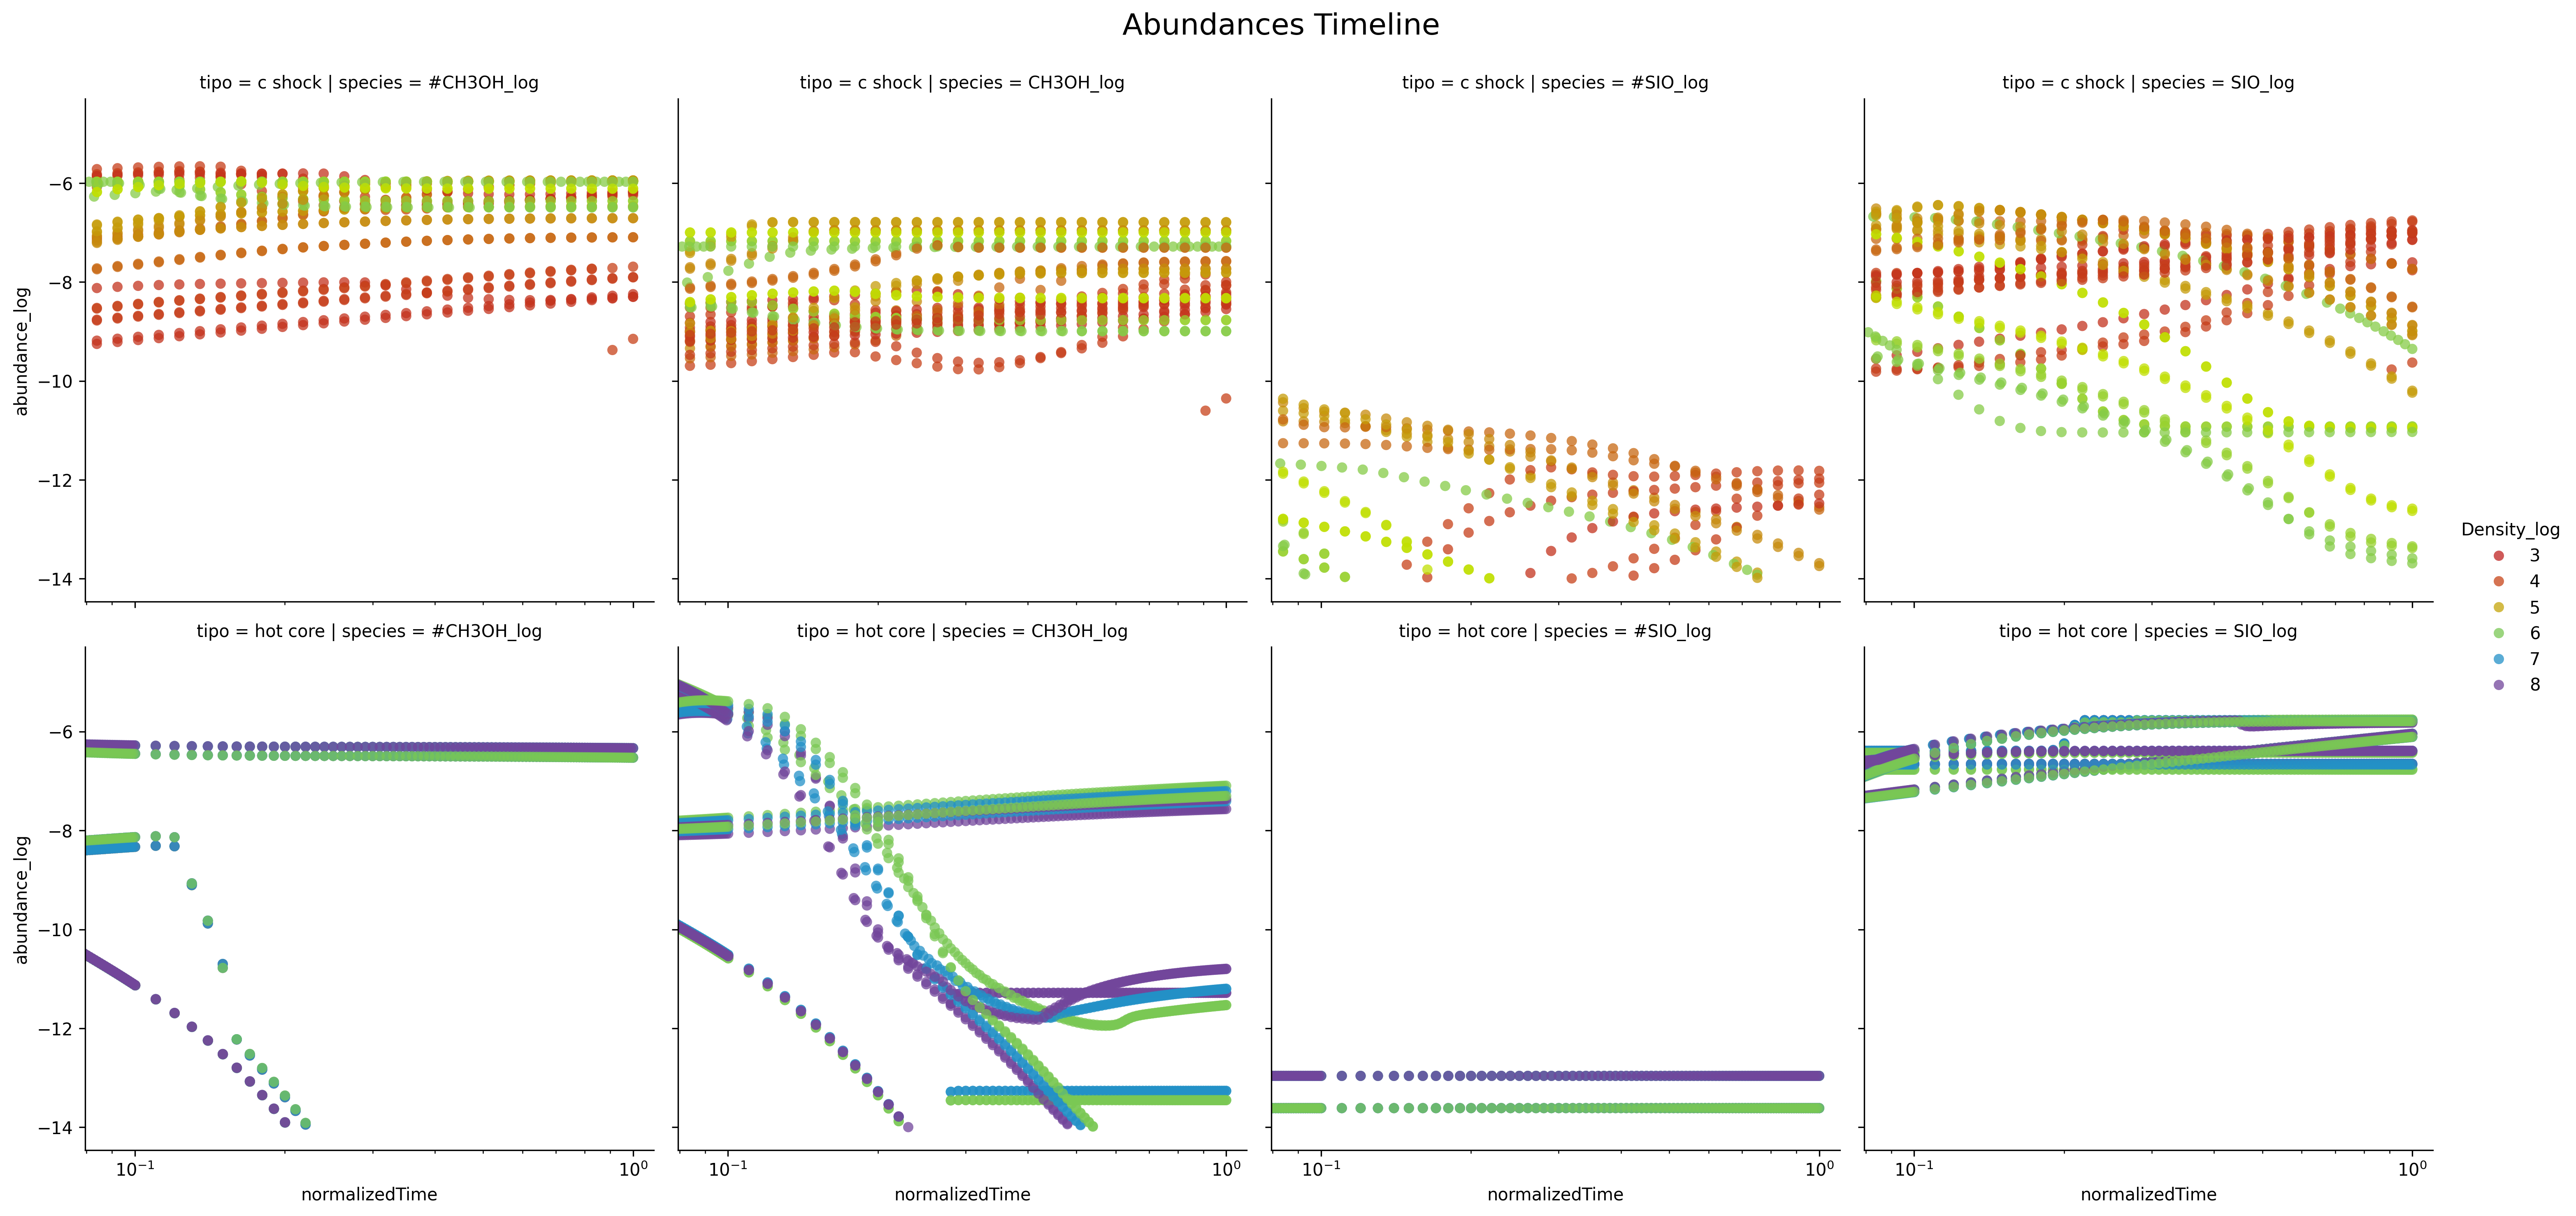 Abundances Timeline
tipo = c shock | species = #CH3OH_log
tipo = c shock | species = CH3OH_log
tipo = c shock | species = #SIO_log
tipo = c shock | species = SIO_log
abundance_log
−6
−8
−10
−12
−14
tipo = hot core | species = #CH3OH_log
tipo = hot core | species = CH3OH_log
tipo = hot core | species = #SIO_log
tipo = hot core | species = SIO_log
abundance_log
−6
−8
−10
−12
−14
10⁻¹ 10⁰
10⁻¹ 10⁰
10⁻¹ 10⁰
10⁻¹ 10⁰
normalizedTime
normalizedTime
normalizedTime
normalizedTime
Density_log
3
4
5
6
7
8